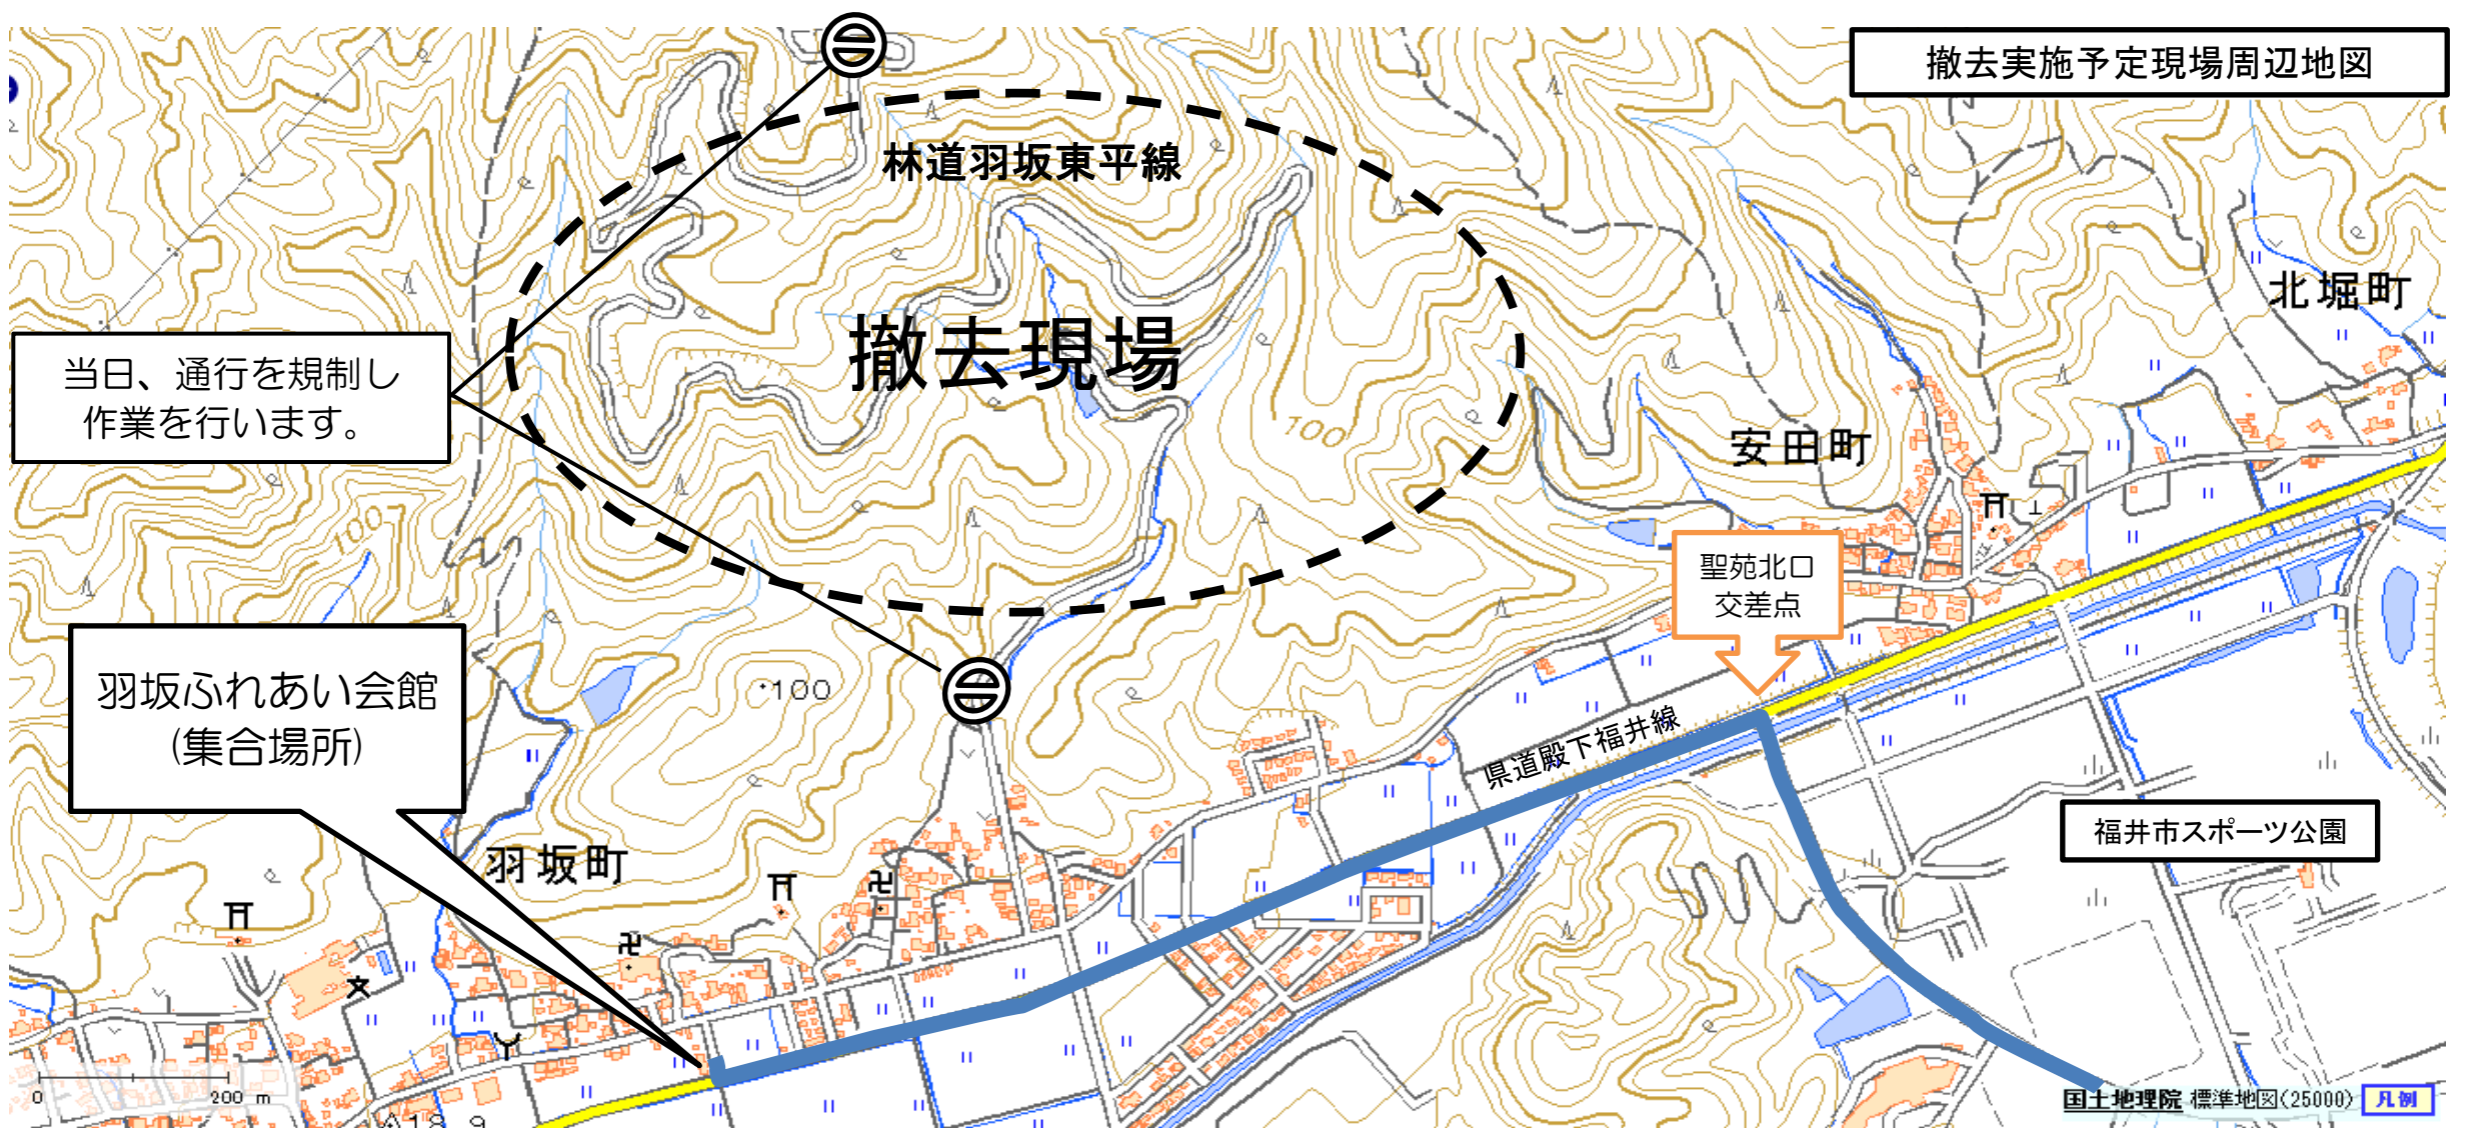 撤去実施予定現場周辺地図
林道羽坂東平線
北堀町
撤去現場
当日、通行を規制し
作業を行います。
100
安田町
100
聖苑北口
交差点
羽坂ふれあい会館
(集合場所)
100
県道殿下福井線
福井市スポーツ公園
羽坂町
0
200 m
18.9
国土地理院 標準地図(25000)
凡例